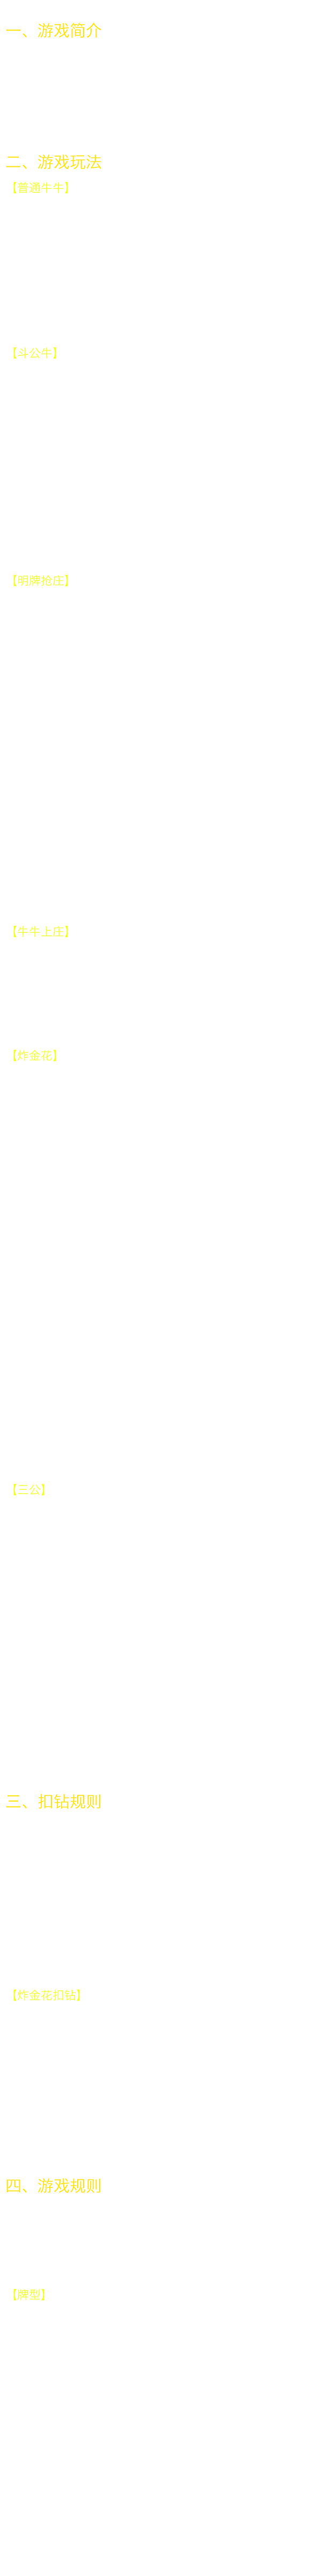 一、游戏简介
二、游戏玩法
【普通牛牛】
【斗公牛】
【明牌抢庄】
【牛牛上庄】
【炸金花】
【三公】
三、扣钻规则
【炸金花扣钻】
四、游戏规则
【牌型】